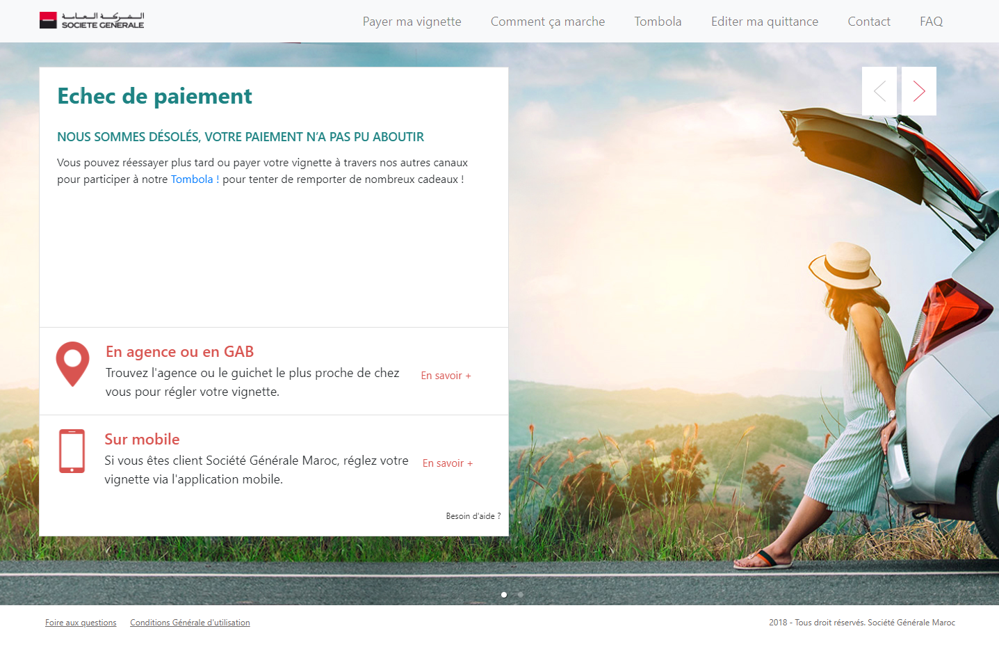 الشركة العامة
SOCIETE GENERALE
Payer ma vignette
Comment ça marche
Tombola
Editer ma quittance
Contact
FAQ
Echec de paiement
NOUS SOMMES DÉSOLÉS, VOTRE PAIEMENT N’A PAS PU ABOUTIR
Vous pouvez réessayer plus tard ou payer votre vignette à travers nos autres canaux
pour participer à notre Tombola ! pour tenter de remporter de nombreux cadeaux !
En agence ou en GAB
Trouvez l'agence ou le guichet le plus proche de chez
vous pour régler votre vignette.
En savoir +
Sur mobile
Si vous êtes client Société Générale Maroc, réglez votre
vignette via l'application mobile.
En savoir +
Besoin d'aide ?
Foire aux questions
Conditions Générale d'utilisation
2018 - Tous droit réservés. Société Générale Maroc